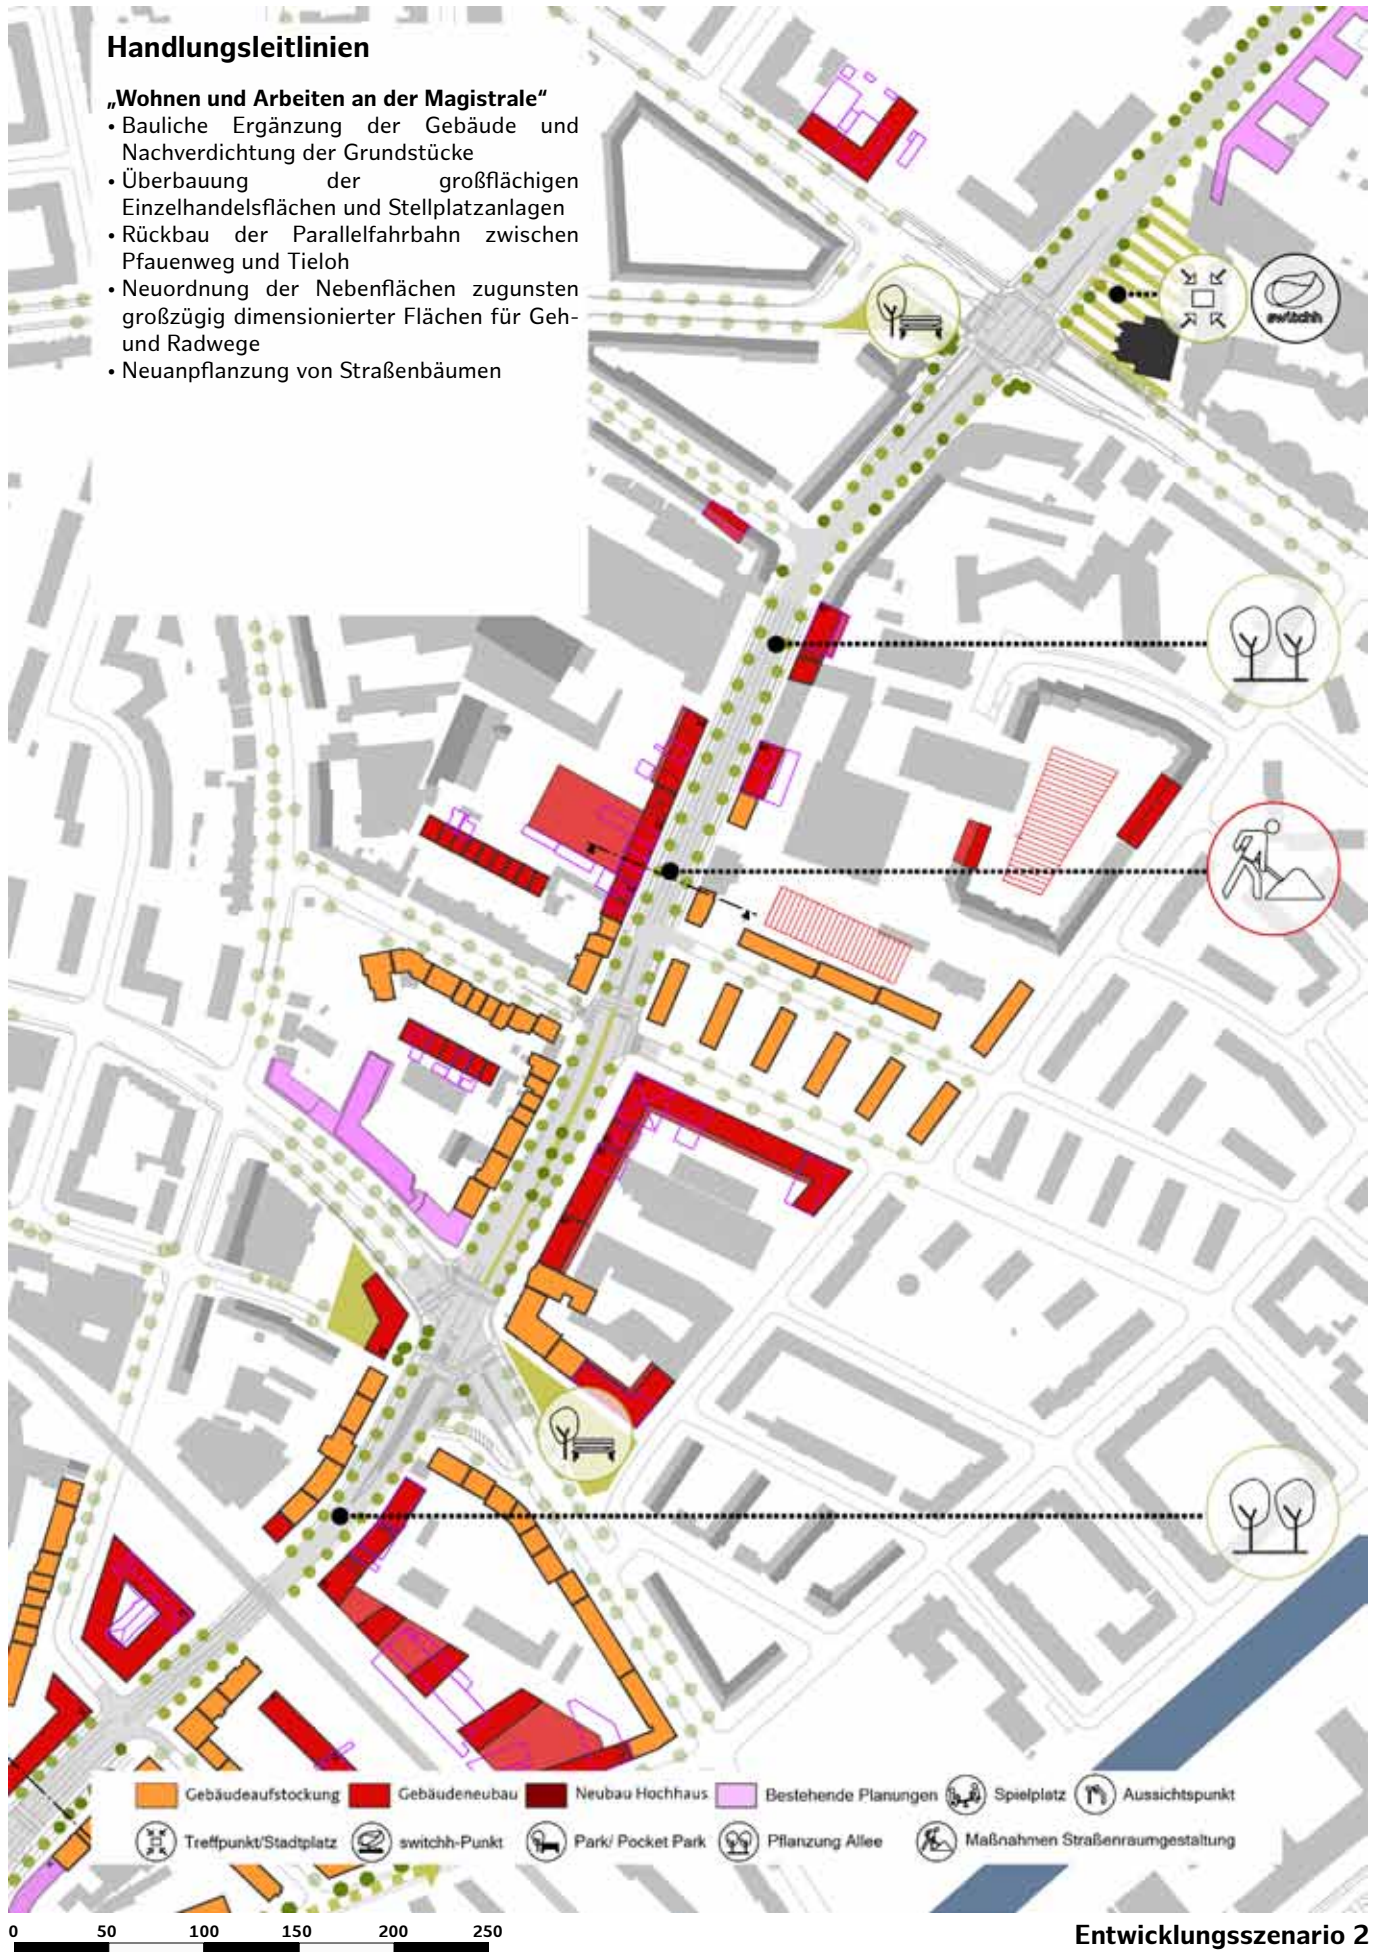 Handlungsleitlinien
„Wohnen und Arbeiten an der Magistrale“
• Bauliche Ergänzung der Gebäude und
Nachverdichtung der Grundstücke
• Überbauung der großflächigen
Einzelhandelsflächen und Stellplatzanlagen
• Rückbau der Parallelfahrbahn zwischen
Pfauenweg und Tieloh
• Neuordnung der Nebenflächen zugunsten
großzügig dimensionierter Flächen für Geh-
und Radwege
• Neuanpflanzung von Straßenbäumen
switchh
Gebäudeaufstockung Gebäudeneubau Neubau Hochhaus Bestehende Planungen Spielplatz Aussichtspunkt
Treffpunkt/Stadtplatz switchh-Punkt Park/ Pocket Park Pflanzung Allee Maßnahmen Straßenraumgestaltung
0 50 100 150 200 250
Entwicklungsszenario 2